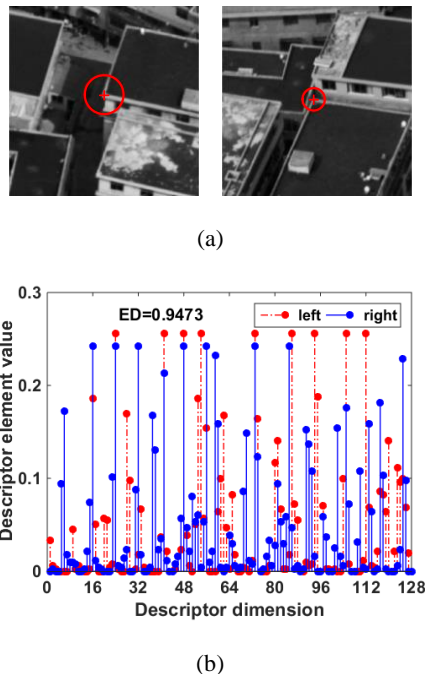 (a)
0.3
ED=0.9473
left
right
0.2
0.1
0
Descriptor element value
0 16 32 48 64 80 96 112 128
Descriptor dimension
(b)